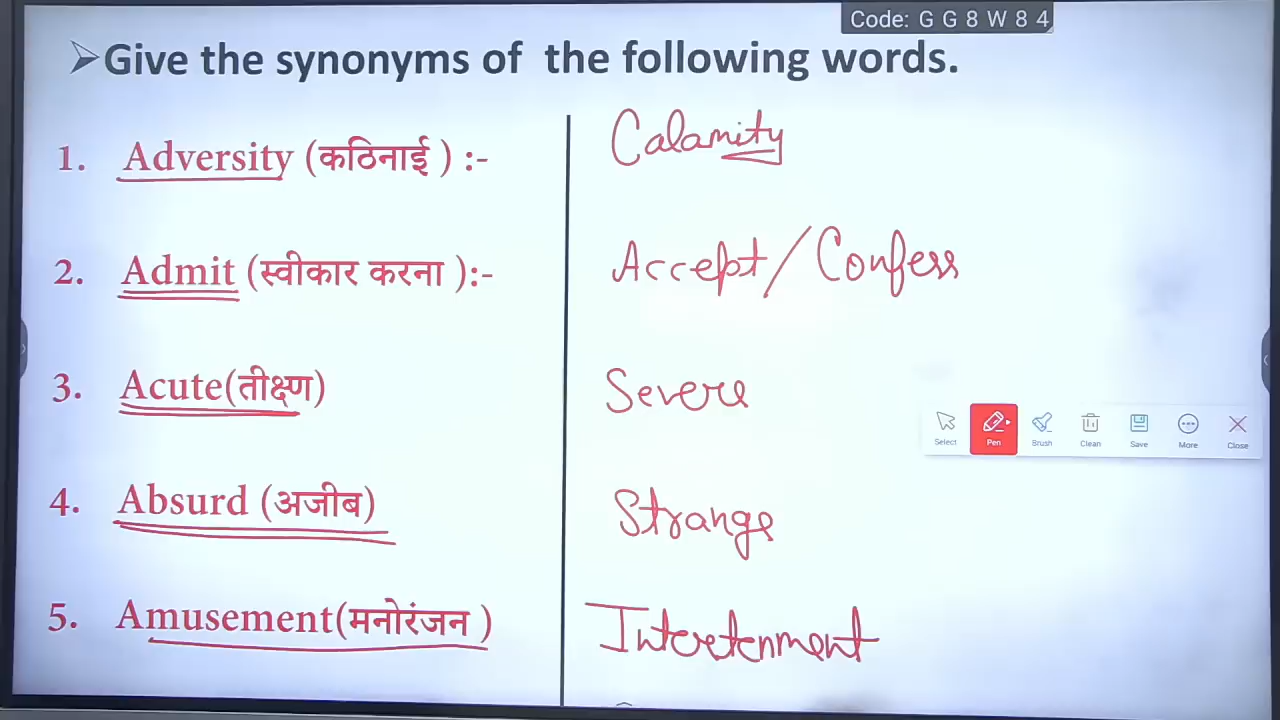 Code: G G 8 W 8 4
➢Give the synonyms of the following words.
1. Adversity (कठिनाई ) :- Calamity
2. Admit (स्वीकार करना ):- Accept/Confess
3. Acute(तीक्ष्ण) Severe
Select Pen Brush Clean Save More Close
4. Absurd (अजीब) Strange
5. Amusement(मनोरंजन ) Intertenment